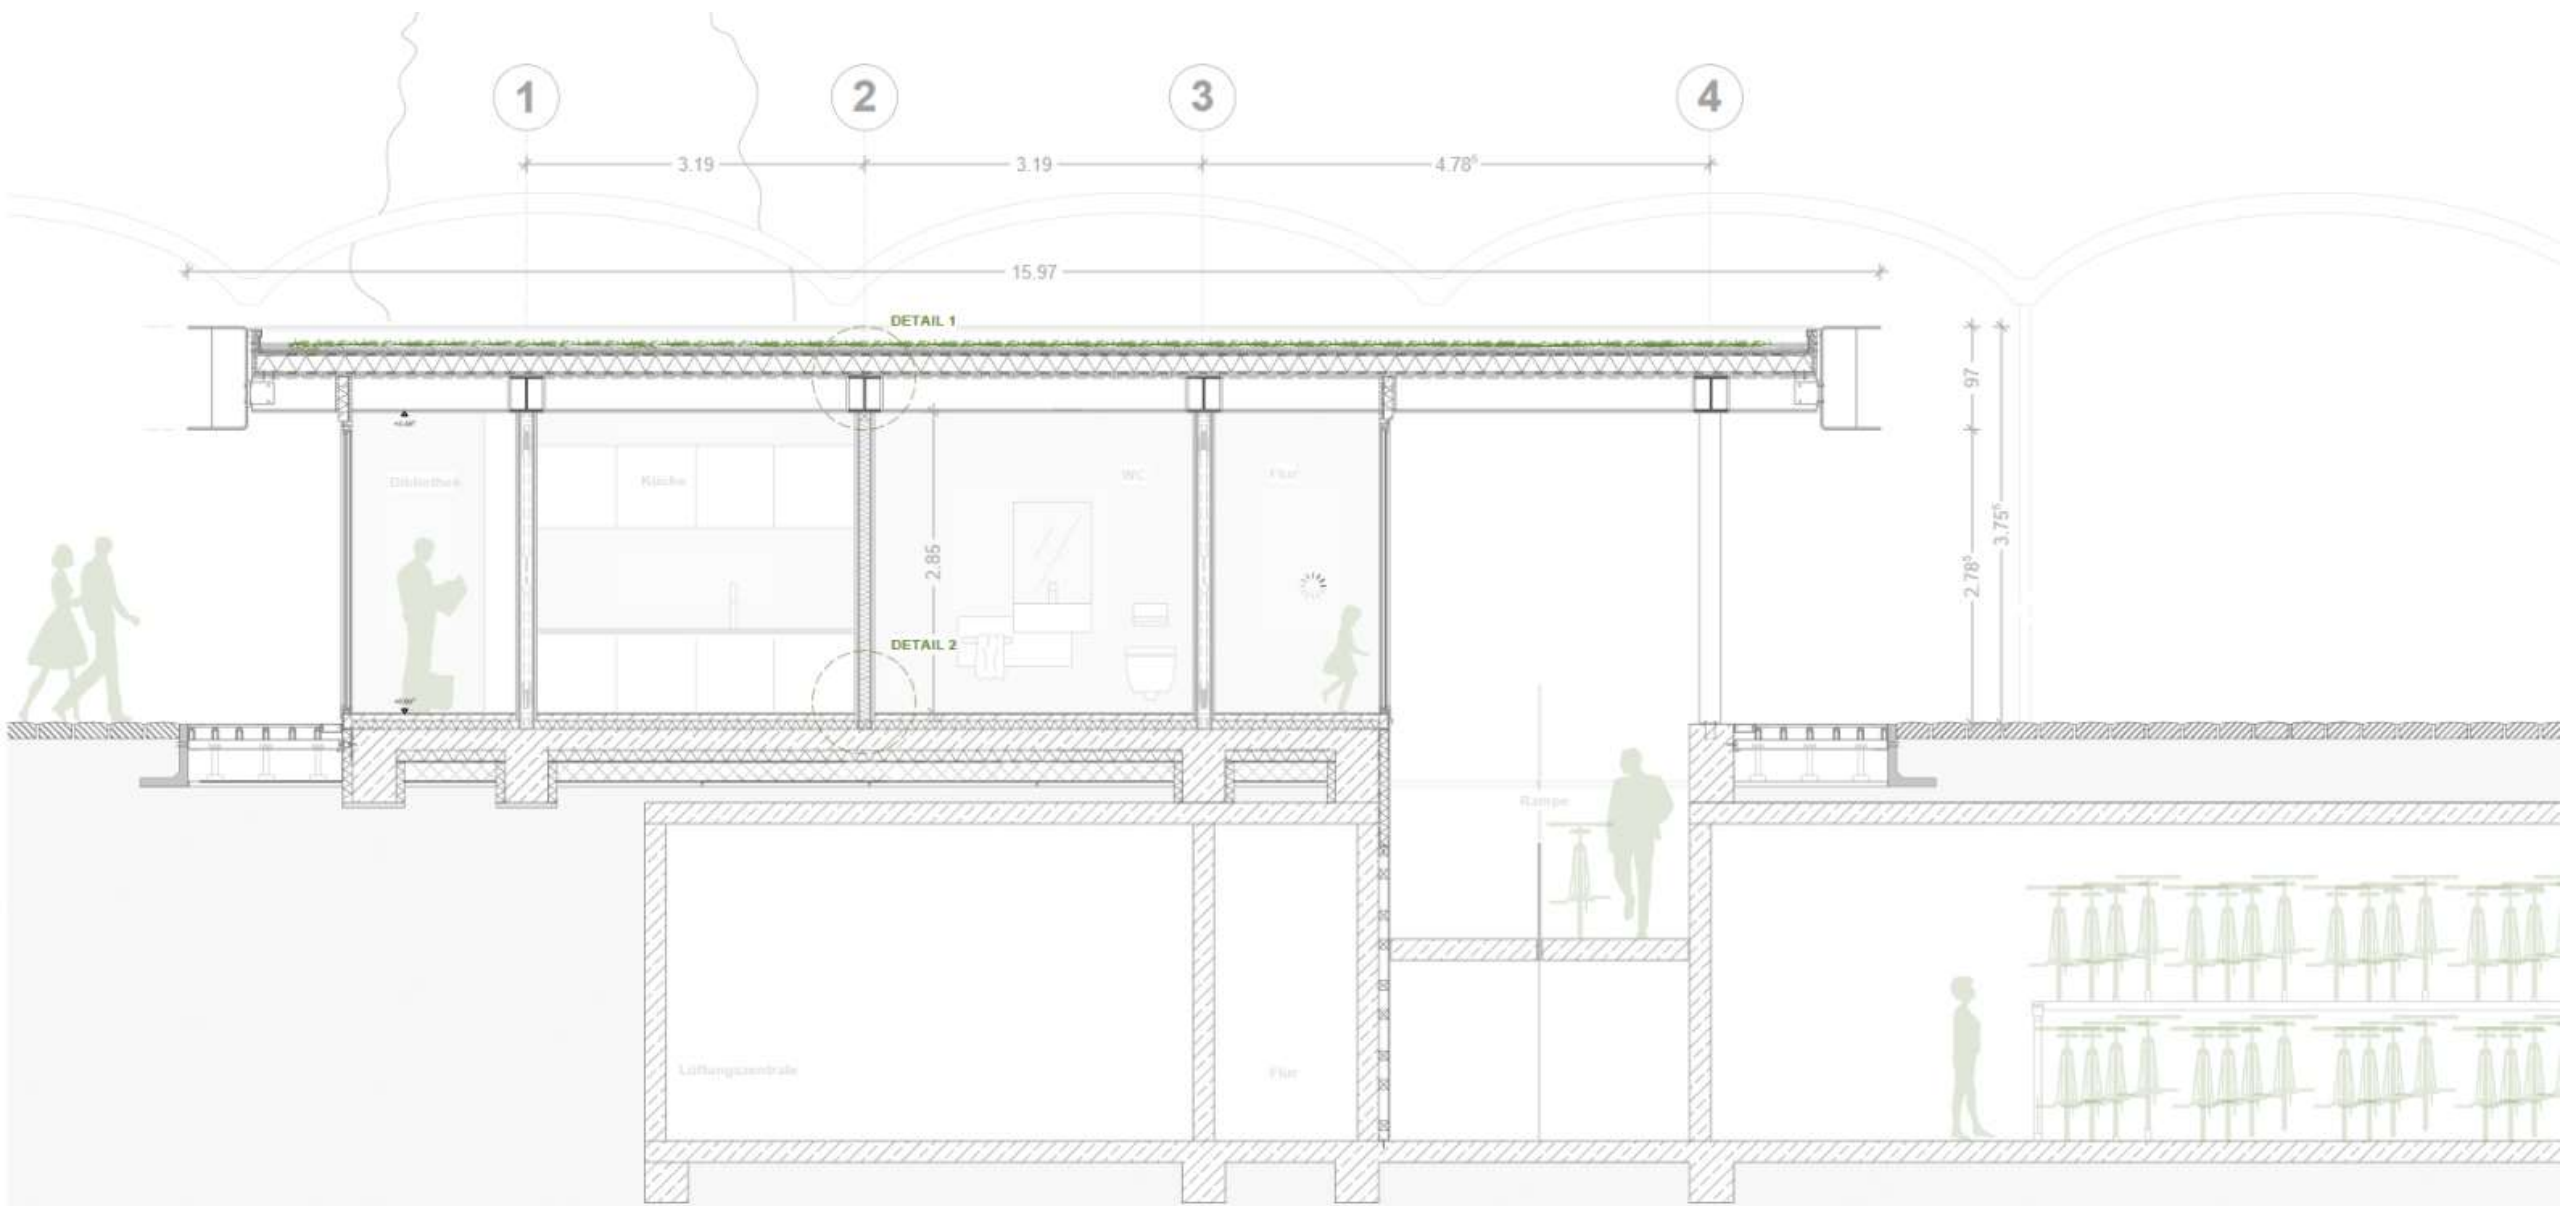 1
2
3
4
3.19
3.19
4.78⁵
15.97
DETAIL 1
97
Bibliothek
Küche
WC
Flur
2.85
3.75⁵
2.78⁵
DETAIL 2
Rampe
Lüftungszentrale
Flur